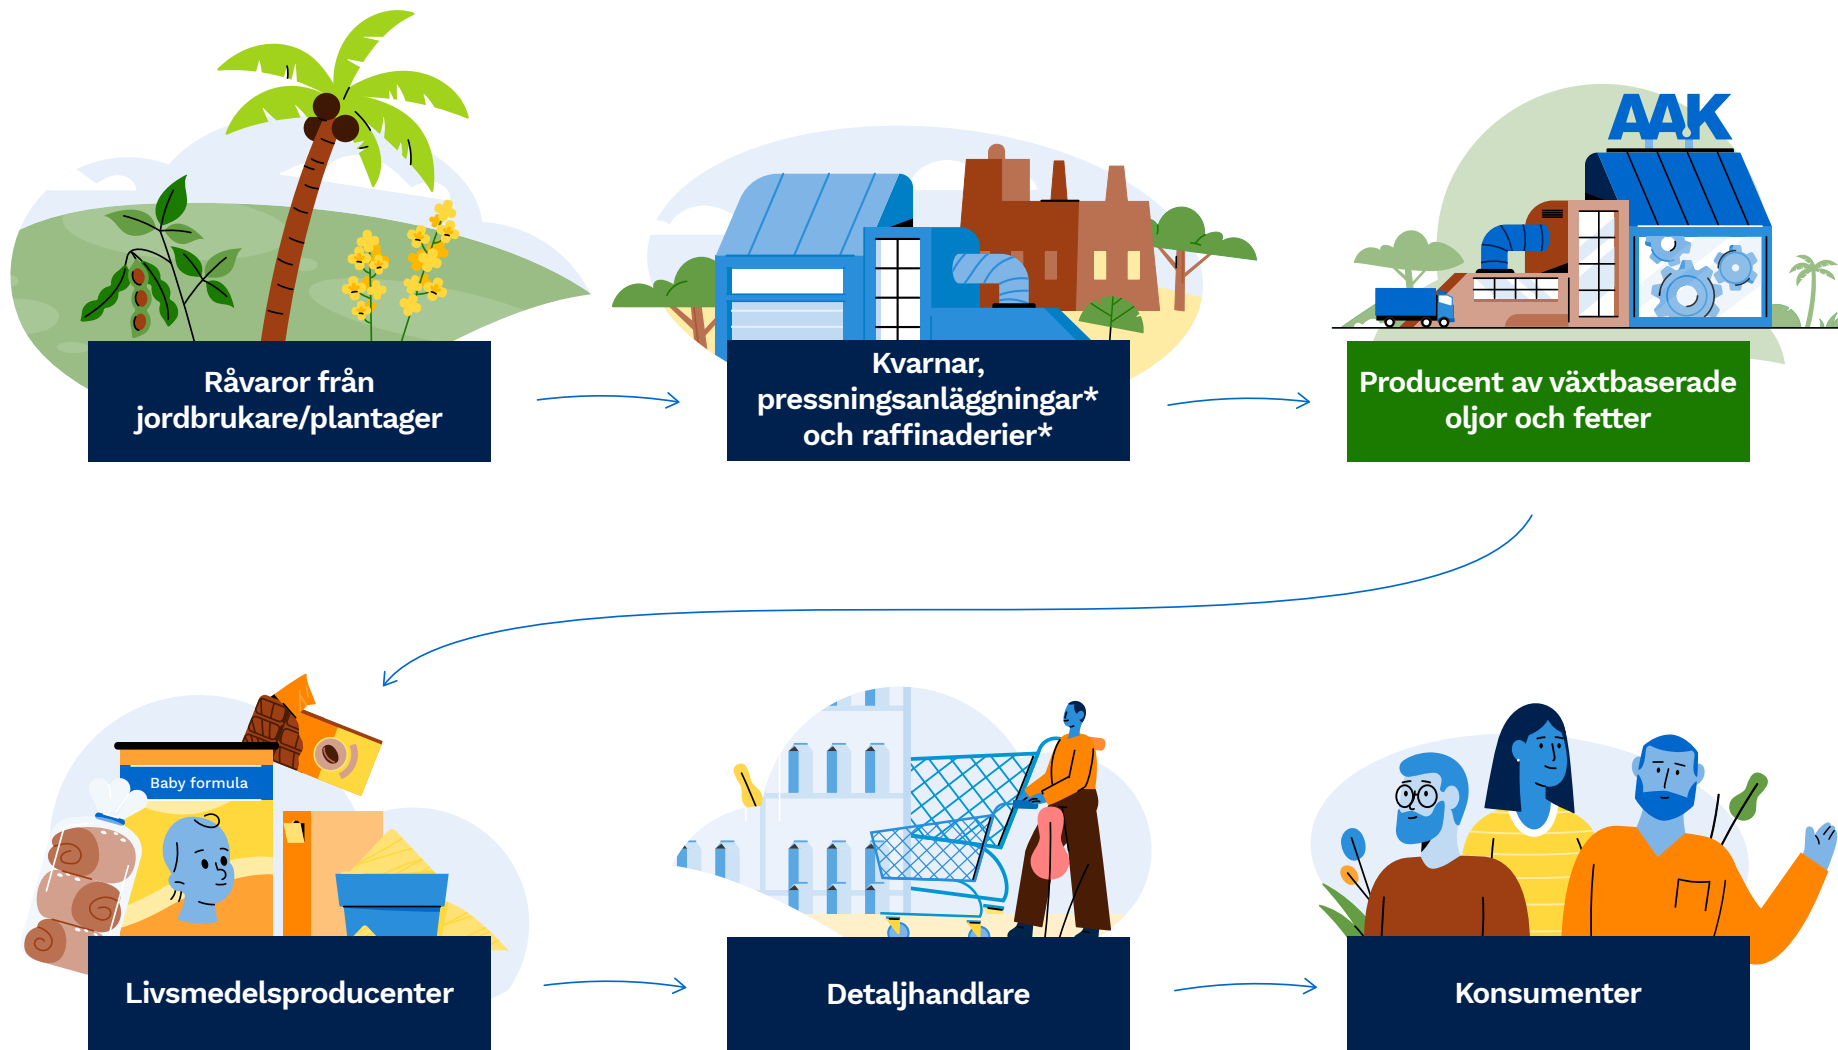 AAK
Råvaror från
jordbrukare/plantager
Kvarnar,
pressningsanläggningar*
och raffinaderier*
Producent av växtbaserade
oljor och fetter
Baby formula
Livsmedelsproducenter
Detaljhandlare
Konsumenter